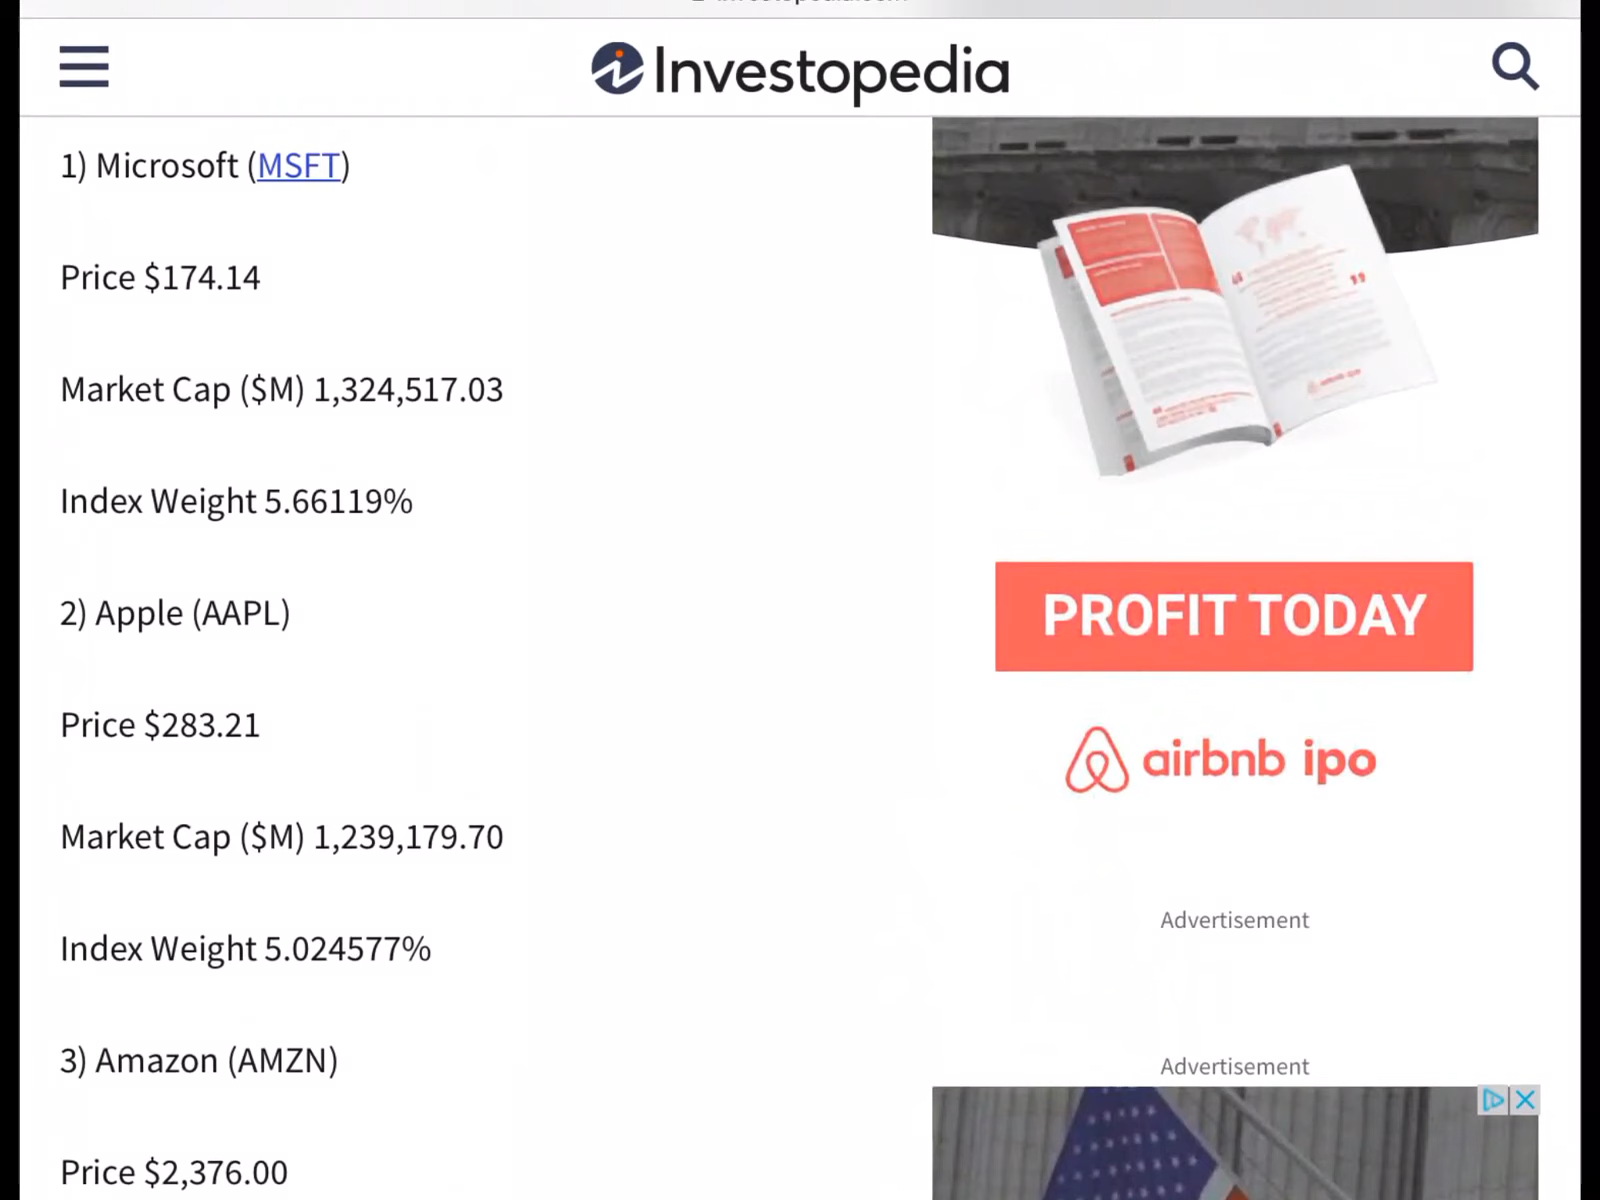 Investopedia
1) Microsoft (MSFT)
Price $174.14
Market Cap ($M) 1,324,517.03
Index Weight 5.66119%
2) Apple (AAPL)
Price $283.21
Market Cap ($M) 1,239,179.70
Index Weight 5.024577%
3) Amazon (AMZN)
Price $2,376.00
PROFIT TODAY
airbnb ipo
Advertisement
Advertisement